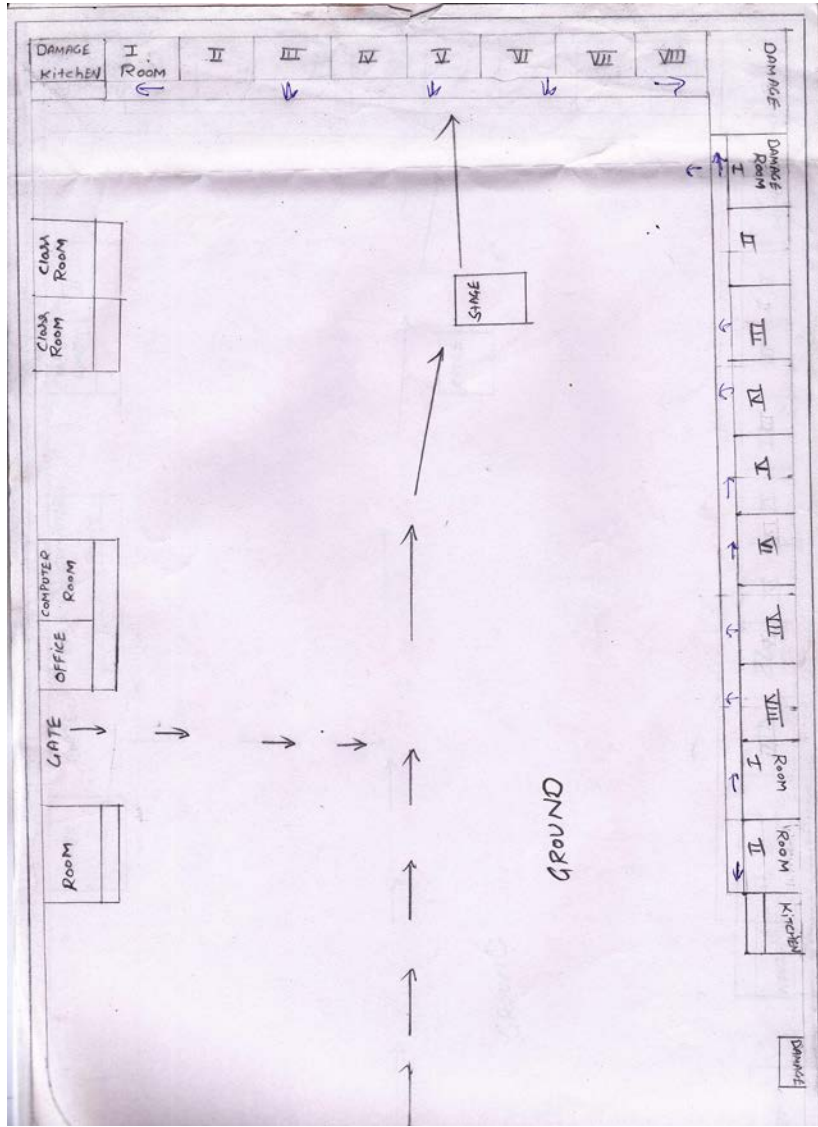 DAMAGE
KitchEN
I
ROOM
II
III
IV
V
VI
VII
VIII
DAMAGE
DAMAGE
ROOM
I
II
III
IV
V
VI
VII
VIII
ROOM
I
ROOM
II
KITCHEN
DAMAGE
Class
ROOM
Class
ROOM
STAGE
COMPUTER
ROOM
OFFICE
GATE
ROOM
GROUND